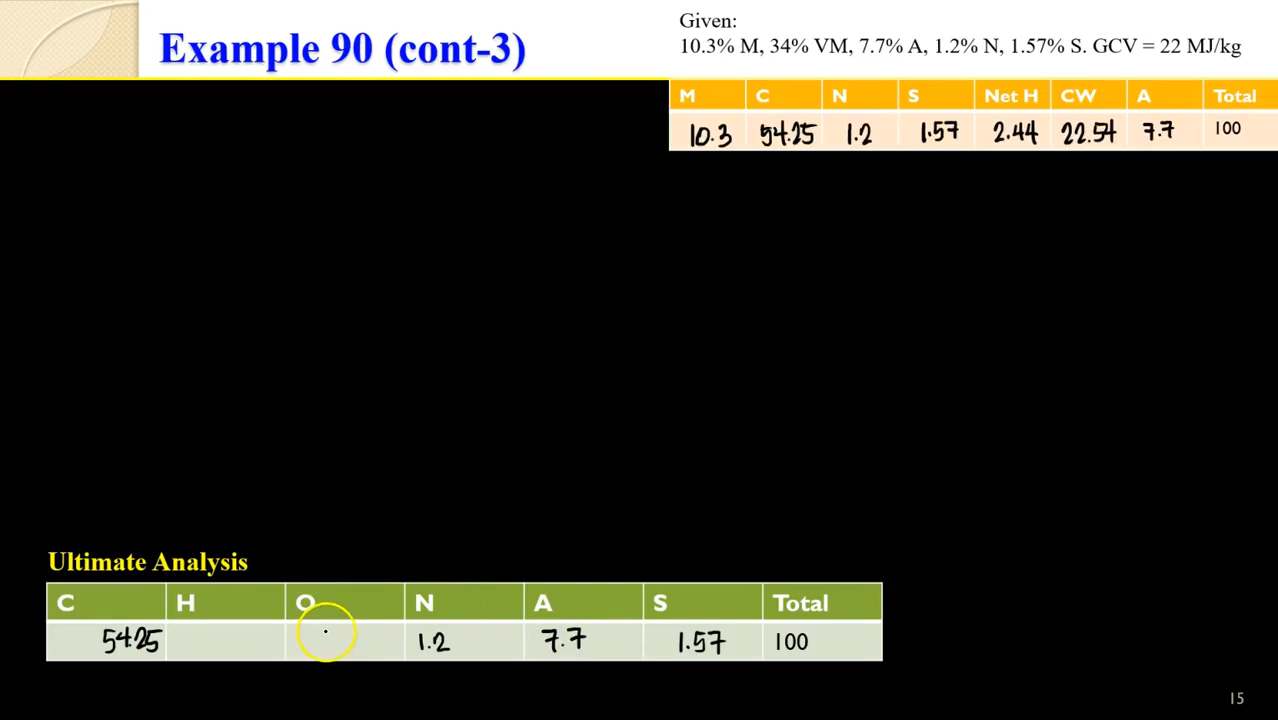 Example 90 (cont-3)
Given:
10.3% M, 34% VM, 7.7% A, 1.2% N, 1.57% S. GCV = 22 MJ/kg
M C N S Net H CW A Total
10.3 54.25 1.2 1.57 2.44 22.54 7.7 100
Ultimate Analysis
C H O N A S Total
54.25 1.2 7.7 1.57 100
15